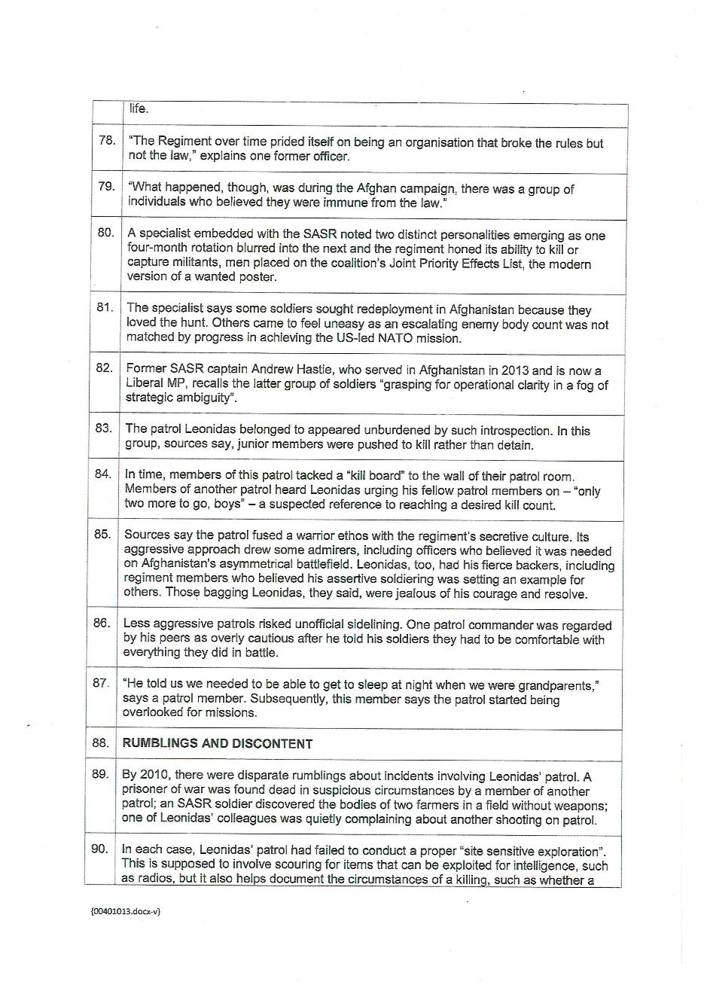 life.
78. “The Regiment over time prided itself on being an organisation that broke the rules but
not the law,” explains one former officer.
79. “What happened, though, was during the Afghan campaign, there was a group of
individuals who believed they were immune from the law.”
80. A specialist embedded with the SASR noted two distinct personalities emerging as one
four-month rotation blurred into the next and the regiment honed its ability to kill or
capture militants, men placed on the coalition’s Joint Priority Effects List, the modern
version of a wanted poster.
81. The specialist says some soldiers sought redeployment in Afghanistan because they
loved the hunt. Others came to feel uneasy as an escalating enemy body count was not
matched by progress in achieving the US-led NATO mission.
82. Former SASR captain Andrew Hastie, who served in Afghanistan in 2013 and is now a
Liberal MP, recalls the latter group of soldiers “grasping for operational clarity in a fog of
strategic ambiguity”.
83. The patrol Leonidas belonged to appeared unburdened by such introspection. In this
group, sources say, junior members were pushed to kill rather than detain.
84. In time, members of this patrol tacked a “kill board” to the wall of their patrol room.
Members of another patrol heard Leonidas urging his fellow patrol members on – “only
two more to go, boys” – a suspected reference to reaching a desired kill count.
85. Sources say the patrol fused a warrior ethos with the regiment’s secretive culture. Its
aggressive approach drew some admirers, including officers who believed it was needed
on Afghanistan's asymmetrical battlefield. Leonidas, too, had his fierce backers, including
regiment members who believed his assertive soldiering was setting an example for
others. Those bagging Leonidas, they said, were jealous of his courage and resolve.
86. Less aggressive patrols risked unofficial sidelining. One patrol commander was regarded
by his peers as overly cautious after he told his soldiers they had to be comfortable with
everything they did in battle.
87. “He told us we needed to be able to get to sleep at night when we were grandparents,”
says a patrol member. Subsequently, this member says the patrol started being
overlooked for missions.
88. RUMBLINGS AND DISCONTENT
89. By 2010, there were disparate rumblings about incidents involving Leonidas’ patrol. A
prisoner of war was found dead in suspicious circumstances by a member of another
patrol; an SASR soldier discovered the bodies of two farmers in a field without weapons;
one of Leonidas’ colleagues was quietly complaining about another shooting on patrol.
90. In each case, Leonidas’ patrol had failed to conduct a proper “site sensitive exploration”.
This is supposed to involve scouring for items that can be exploited for intelligence, such
as radios, but it also helps document the circumstances of a killing, such as whether a
{00401013.docx-v}